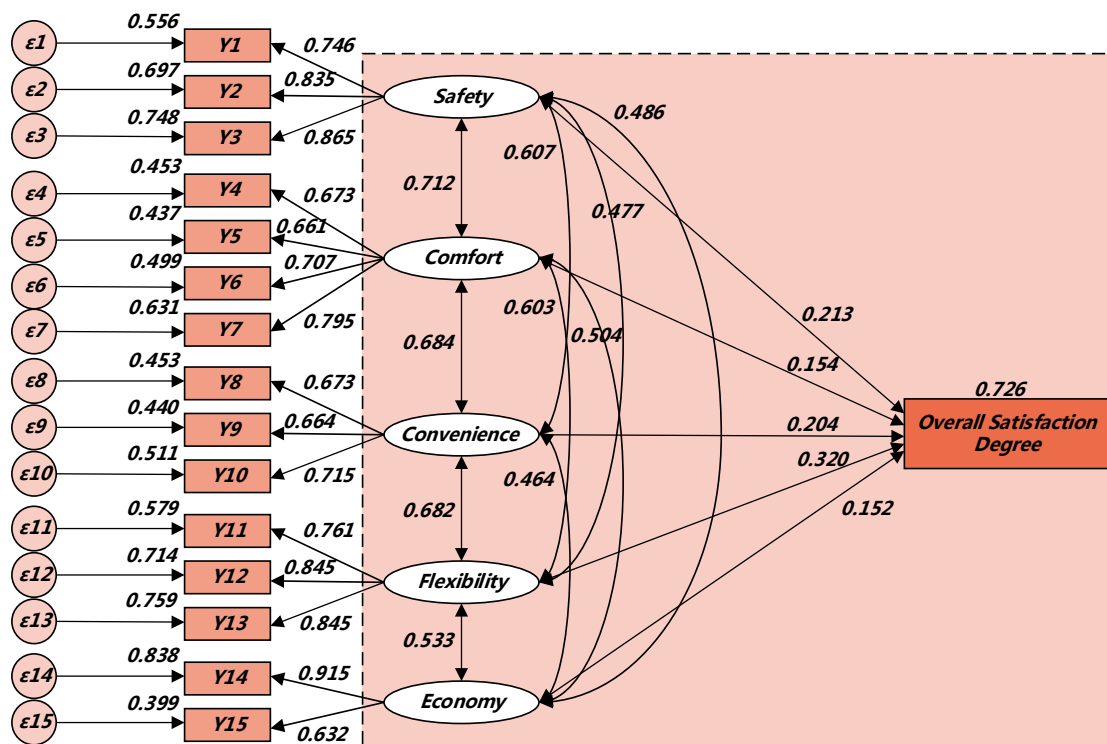 0.556
ε1
Y1
0.746
0.697
ε2
Y2
0.835
Safety
0.486
0.748
ε3
Y3
0.865
0.607
0.453
ε4
Y4
0.673
0.712
0.477
0.437
ε5
Y5
0.661
Comfort
0.499
ε6
Y6
0.707
0.603
0.213
0.631
ε7
Y7
0.795
0.684
0.504
0.154
0.453
ε8
Y8
0.673
0.726
0.440
ε9
Y9
0.664
Convenience
0.204
Overall Satisfaction
Degree
0.511
ε10
Y10
0.715
0.464
0.320
0.579
ε11
Y11
0.761
0.682
0.152
0.714
ε12
Y12
0.845
Flexibility
0.759
ε13
Y13
0.845
0.533
0.838
ε14
Y14
0.915
Economy
0.399
ε15
Y15
0.632